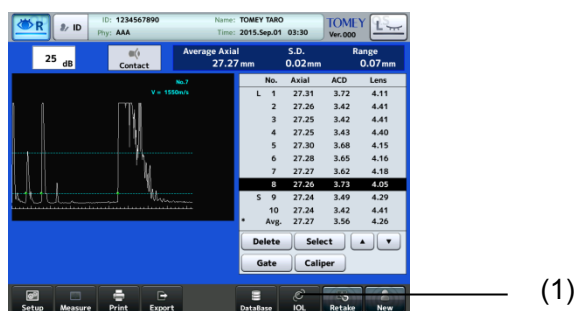 R ID ID: 1234567890 Name: TOMEY TARO TOMEY L
Phy: AAA Time: 2015.Sep.01 03:30 Ver.000
25 dB Contact
Average Axial S.D. Range
27.27 mm 0.02 mm 0.07 mm
No.7
V = 1550m/s
No. Axial ACD Lens
L 1 27.31 3.72 4.11
2 27.26 3.42 4.41
3 27.25 3.42 4.41
4 27.25 3.43 4.40
5 27.30 3.68 4.15
6 27.28 3.65 4.16
7 27.27 3.62 4.18
8 27.26 3.73 4.05
S 9 27.24 3.49 4.29
10 27.24 3.42 4.41
* Avg. 27.27 3.56 4.26
Delete Select ▲ ▼
Gate Caliper
Setup Measure Print Export DataBase IOL Retake New
(1)